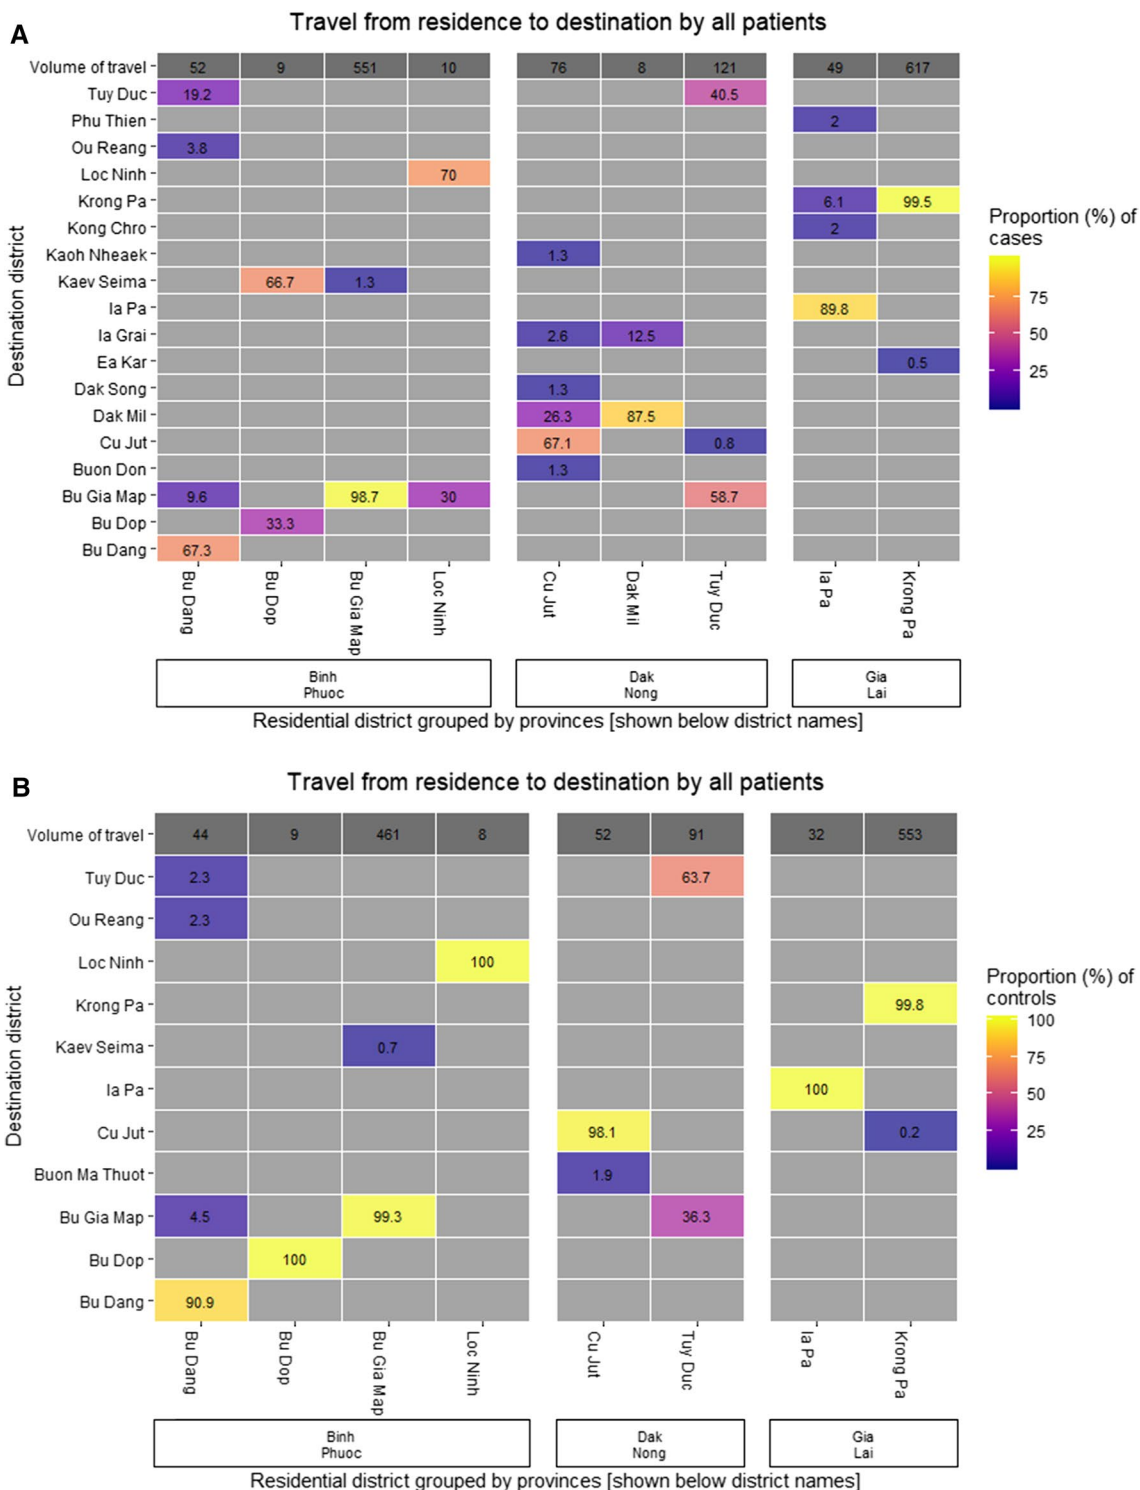 A
Travel from residence to destination by all patients
Volume of travel 52 9 551 10 76 8 121 49 617
Tuy Duc 19.2 40.5
Phu Thien 2
Ou Reang 3.8
Loc Ninh 70
Krong Pa 6.1 99.5
Kong Chro 2
Kaoh Nheaek 1.3
Kaev Seima 66.7 1.3
Ia Pa 89.8
Ia Grai 2.6 12.5
Ea Kar 0.5
Dak Song 1.3
Dak Mil 26.3 87.5
Cu Jut 67.1 0.8
Buon Don 1.3
Bu Gia Map 9.6 98.7 30 58.7
Bu Dop 33.3
Bu Dang 67.3
Destination district
Bu Dang Bu Dop Bu Gia Map Loc Ninh Cu Jut Dak Mil Tuy Duc Ia Pa Krong Pa
Binh Dak Gia
Phuoc Nong Lai
Residential district grouped by provinces [shown below district names]
Proportion (%) of
cases
75
50
25
B
Travel from residence to destination by all patients
Volume of travel 44 9 461 8 52 91 32 553
Tuy Duc 2.3 63.7
Ou Reang 2.3
Loc Ninh 100
Krong Pa 99.8
Kaev Seima 0.7
Ia Pa 100
Cu Jut 98.1 0.2
Buon Ma Thuot 1.9
Bu Gia Map 4.5 99.3 36.3
Bu Dop 100
Bu Dang 90.9
Destination district
Bu Dang Bu Dop Bu Gia Map Loc Ninh Cu Jut Tuy Duc Ia Pa Krong Pa
Binh Dak Gia
Phuoc Nong Lai
Residential district grouped by provinces [shown below district names]
Proportion (%) of
controls
100
75
50
25